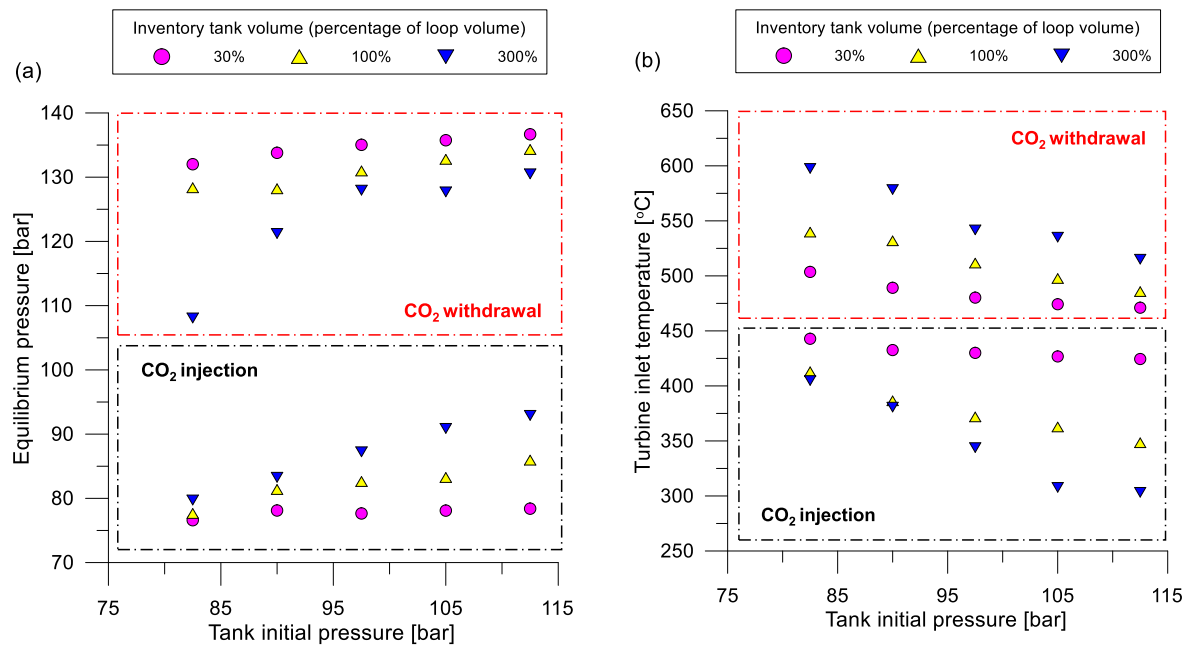 Inventory tank volume (percentage of loop volume)
30% 100% 300%
(a)
Equilibrium pressure [bar]
140
130
120
110
100
90
80
70
CO2 withdrawal
CO2 injection
75 85 95 105 115
Tank initial pressure [bar]
Inventory tank volume (percentage of loop volume)
30% 100% 300%
(b)
Turbine inlet temperature [oC]
650
600
550
500
450
400
350
300
250
CO2 withdrawal
CO2 injection
75 85 95 105 115
Tank initial pressure [bar]